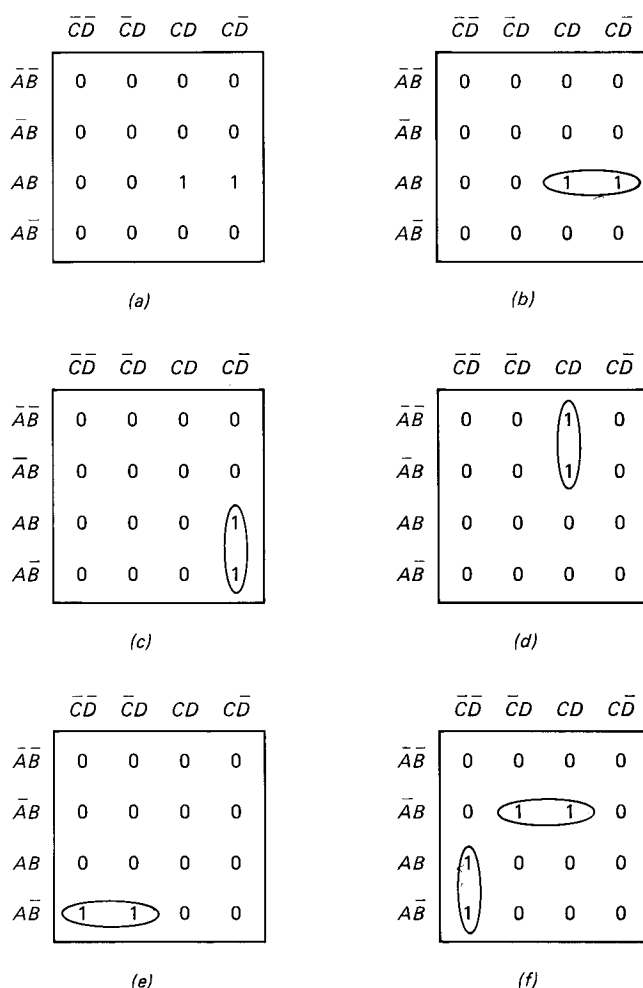 C̄D̄ C̄D CD CD̄
ĀB̄ 0 0 0 0
ĀB 0 0 0 0
AB 0 0 1 1
AB̄ 0 0 0 0
(a)
C̄D̄ C̄D CD CD̄
ĀB̄ 0 0 0 0
ĀB 0 0 0 0
AB 0 0 1 1
AB̄ 0 0 0 0
(b)
C̄D̄ C̄D CD CD̄
ĀB̄ 0 0 0 0
ĀB 0 0 0 0
AB 0 0 0 1
AB̄ 0 0 0 1
(c)
C̄D̄ C̄D CD CD̄
ĀB̄ 0 0 1 0
ĀB 0 0 1 0
AB 0 0 0 0
AB̄ 0 0 0 0
(d)
C̄D̄ C̄D CD CD̄
ĀB̄ 0 0 0 0
ĀB 0 0 0 0
AB 0 0 0 0
AB̄ 1 1 0 0
(e)
C̄D̄ C̄D CD CD̄
ĀB̄ 0 0 0 0
ĀB 0 1 1 0
AB 1 0 0 0
AB̄ 1 0 0 0
(f)